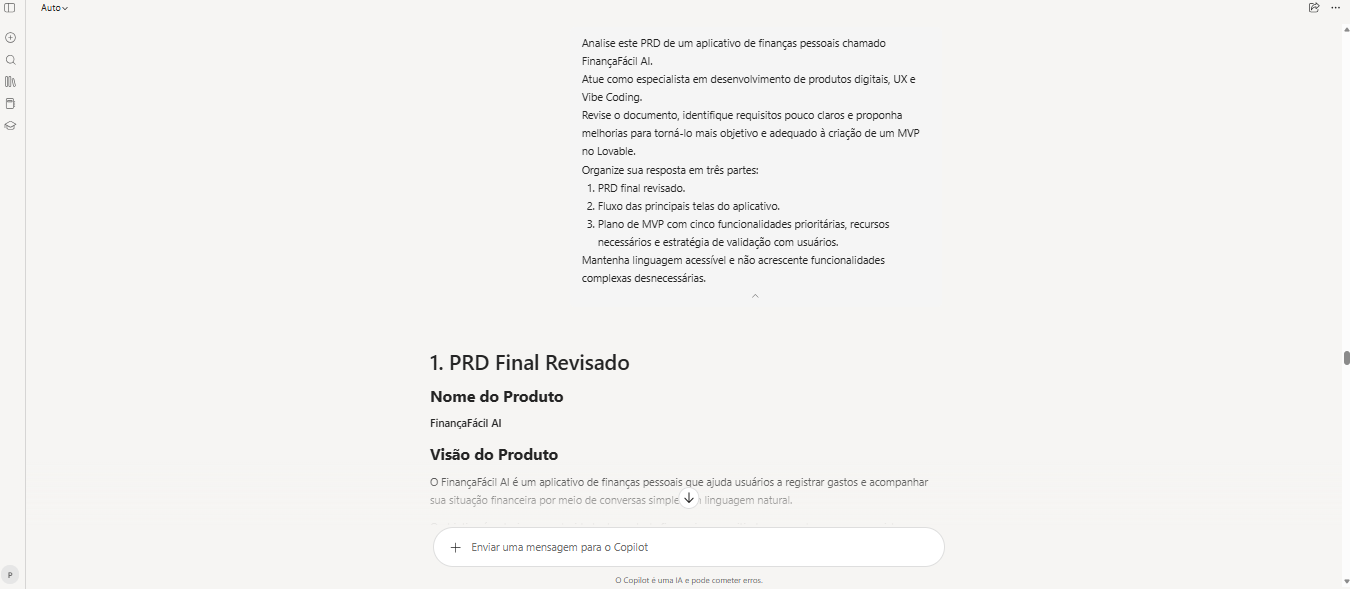 Auto
Analise este PRD de um aplicativo de finanças pessoais chamado
FinançaFácil AI.
Atue como especialista em desenvolvimento de produtos digitais, UX e
Vibe Coding.
Revise o documento, identifique requisitos pouco claros e proponha
melhorias para torná-lo mais objetivo e adequado à criação de um MVP
no Lovable.
Organize sua resposta em três partes:
1. PRD final revisado.
2. Fluxo das principais telas do aplicativo.
3. Plano de MVP com cinco funcionalidades prioritárias, recursos
necessários e estratégia de validação com usuários.
Mantenha linguagem acessível e não acrescente funcionalidades
complexas desnecessárias.
1. PRD Final Revisado
Nome do Produto
FinançaFácil AI
Visão do Produto
O FinançaFácil AI é um aplicativo de finanças pessoais que ajuda usuários a registrar gastos e acompanhar
sua situação financeira por meio de conversas simples linguagem natural.
Enviar uma mensagem para o Copilot
O Copilot é uma IA e pode cometer erros.
P